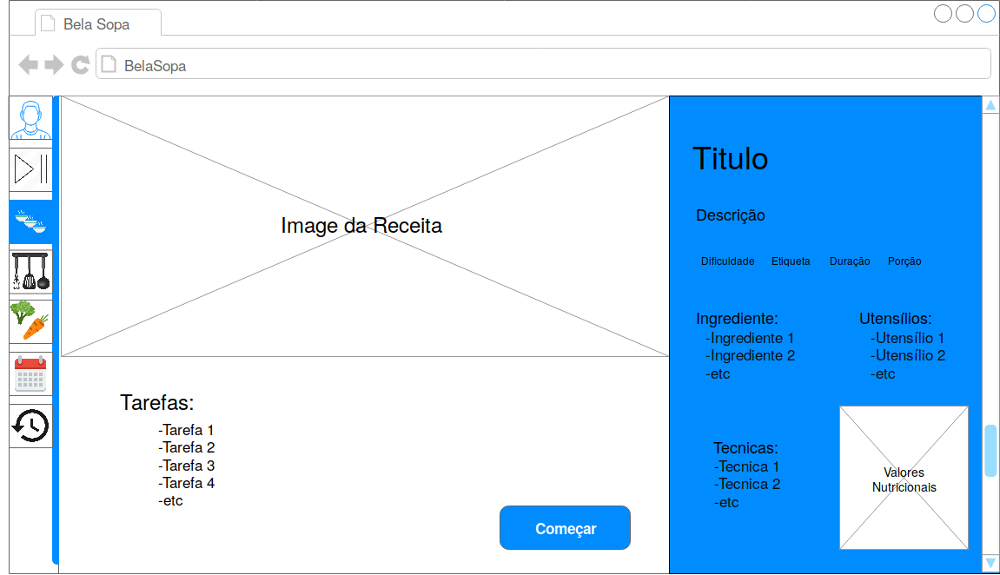 Bela Sopa
BelaSopa
Image da Receita
Titulo
Descrição
Dificuldade Etiqueta Duração Porção
Ingrediente:
-Ingrediente 1
-Ingrediente 2
-etc
Utensílios:
-Utensílio 1
-Utensílio 2
-etc
Tarefas:
-Tarefa 1
-Tarefa 2
-Tarefa 3
-Tarefa 4
-etc
Tecnicas:
-Tecnica 1
-Tecnica 2
-etc
Valores
Nutricionais
Começar